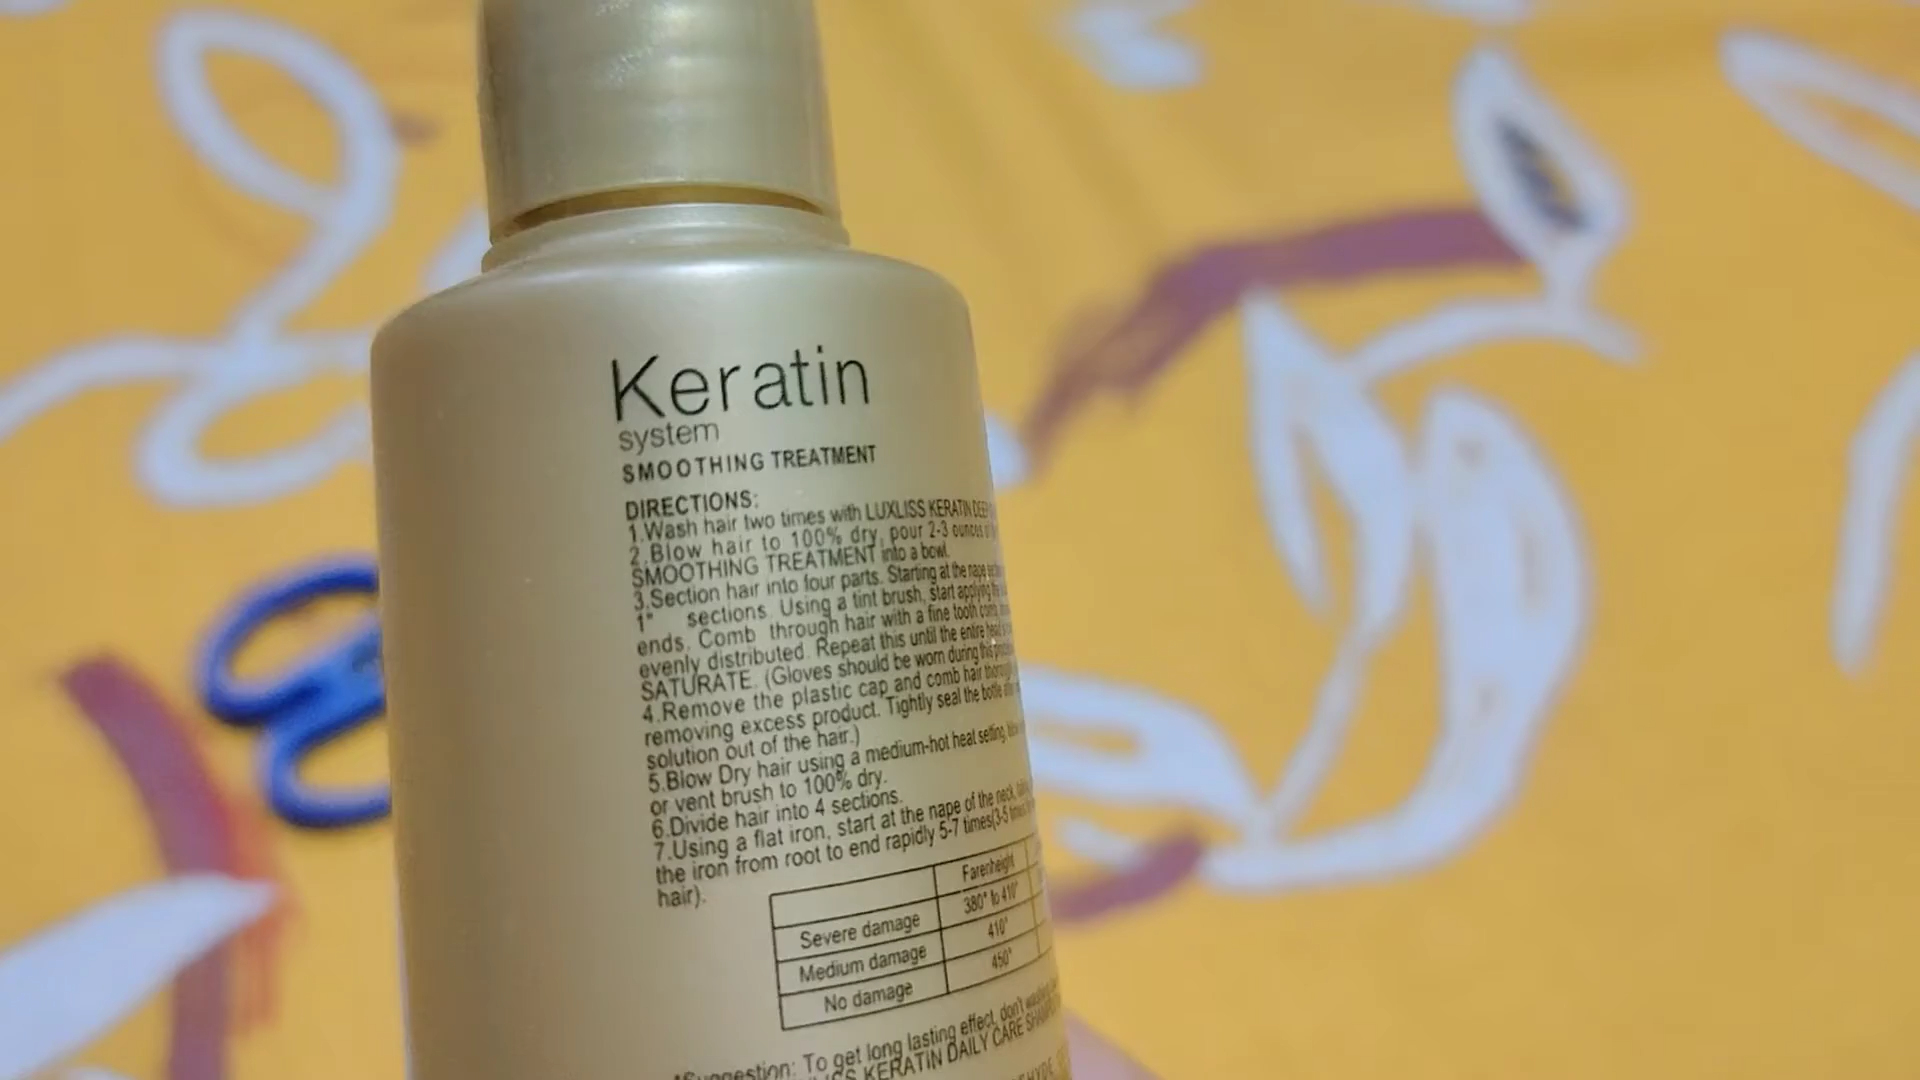 Keratin
system
SMOOTHING TREATMENT
DIRECTIONS:
1.Wash hair two times with LUXLISS KERATIN DEEP
2.Blow hair to 100% dry, pour 2-3 ounces of
SMOOTHING TREATMENT into a bowl.
3.Section hair into four parts. Starting at the nape
1" sections. Using a tint brush, start applying the
ends. Comb through hair with a fine tooth comb,
evenly distributed. Repeat this until the entire head
SATURATE. (Gloves should be worn during this
4.Remove the plastic cap and comb hair
removing excess product. Tightly seal the bottle
solution out of the hair.)
5.Blow Dry hair using a medium-hot heat setting,
or vent brush to 100% dry.
6.Divide hair into 4 sections.
7.Using a flat iron, start at the nape of the neck,
the iron from root to end rapidly 5-7 times(3-5
hair).
Farenheight
Severe damage 380° to 410°
Medium damage 410°
No damage 450°
*Suggestion: To get long lasting effect, don't
KERATIN DAILY CARE